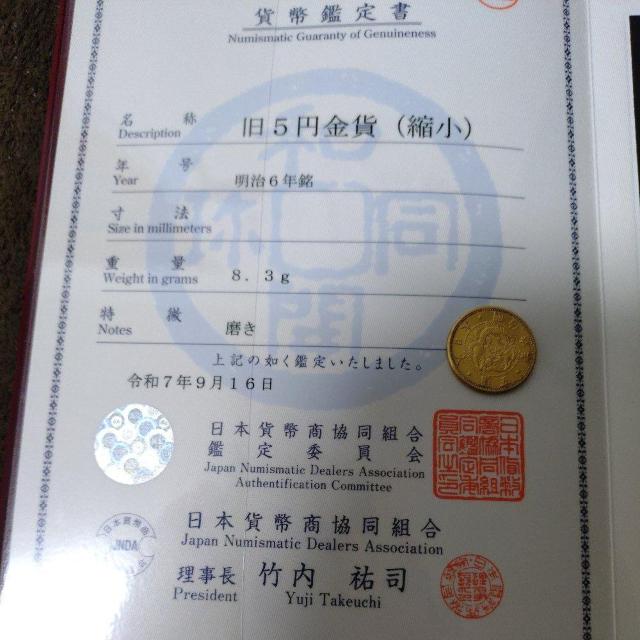 貨幣鑑定書
Numismatic Guaranty of Genuineness
名 称
Description
旧5円金貨（縮小）
年 号
Year
明治6年銘
寸 法
Size in millimeters
重 量
Weight in grams
8．3g
特 徴
Notes
磨き
上記の如く鑑定いたしました。
令和7年9月16日
日本貨幣商協同組合
鑑定委員会
Japan Numismatic Dealers Association
Authentification Committee
日本貨幣商協同組合
Japan Numismatic Dealers Association
JNDA
理事長 竹内 祐司
President Yuji Takeuchi